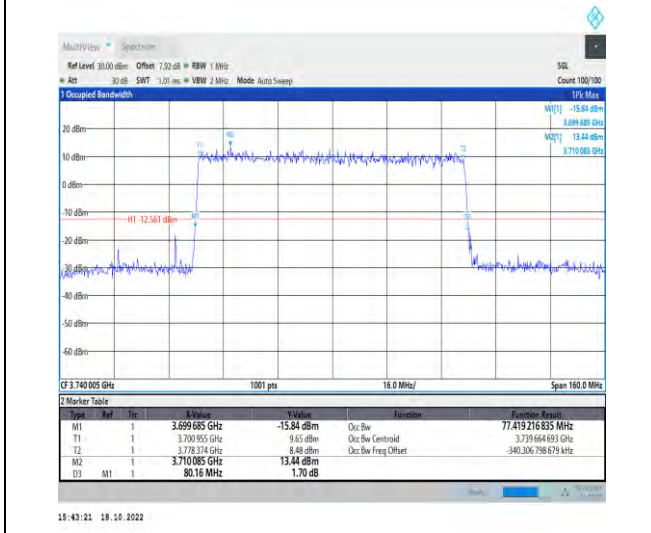 MultiView Spectrum
Ref Level 30.00 dBm Offset 7.92 dB RBW 1 MHz SGL
Att 30 dB SWT 1.01 ms VBW 2 MHz Mode Auto Sweep Count 100/100
1 Occupied Bandwidth 1Pk Max
M1[1] -15.84 dBm
3.699 685 GHz
M2[1] 13.44 dBm
3.710 085 GHz
20 dBm
M2
T1 T2
10 dBm
0 dBm
-10 dBm
H1 -12.561 dBm M1 D3
-20 dBm
-30 dBm
-40 dBm
-50 dBm
-60 dBm
CF 3.740 005 GHz 1001 pts 16.0 MHz/ Span 160.0 MHz
2 Marker Table
Type Ref Trc X-Value Y-Value Function Function Result
M1 1 3.699 685 GHz -15.84 dBm Occ Bw 77.419 216 835 MHz
T1 1 3.700 955 GHz 9.65 dBm Occ Bw Centroid 3.739 664 693 GHz
T2 1 3.778 374 GHz 8.48 dBm Occ Bw Freq Offset -340.306 798 679 kHz
M2 1 3.710 085 GHz 13.44 dBm
D3 M1 1 80.16 MHz 1.70 dB
15:43:21 18.10.2022